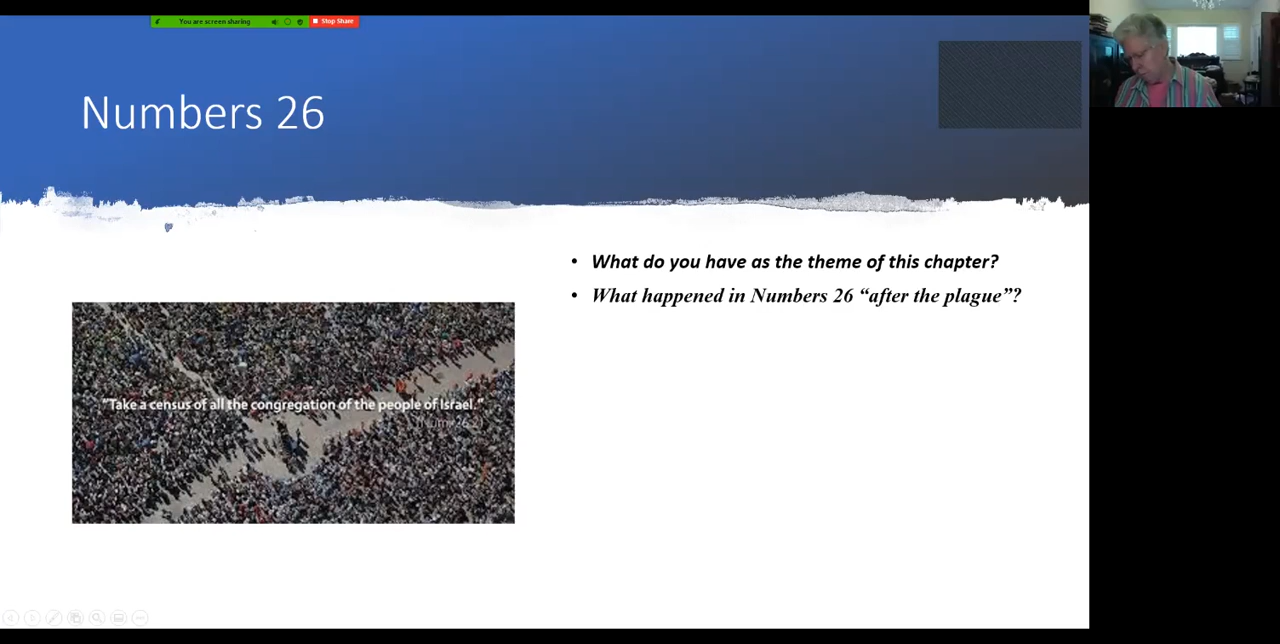 You are screen sharing
Stop Share
Numbers 26
• What do you have as the theme of this chapter?
• What happened in Numbers 26 “after the plague”?
"Take a census of all the congregation of the people of Israel."